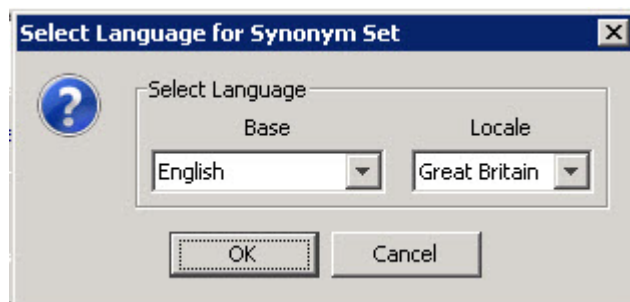 Select Language for Synonym Set
Select Language
Base Locale
English Great Britain
OK Cancel